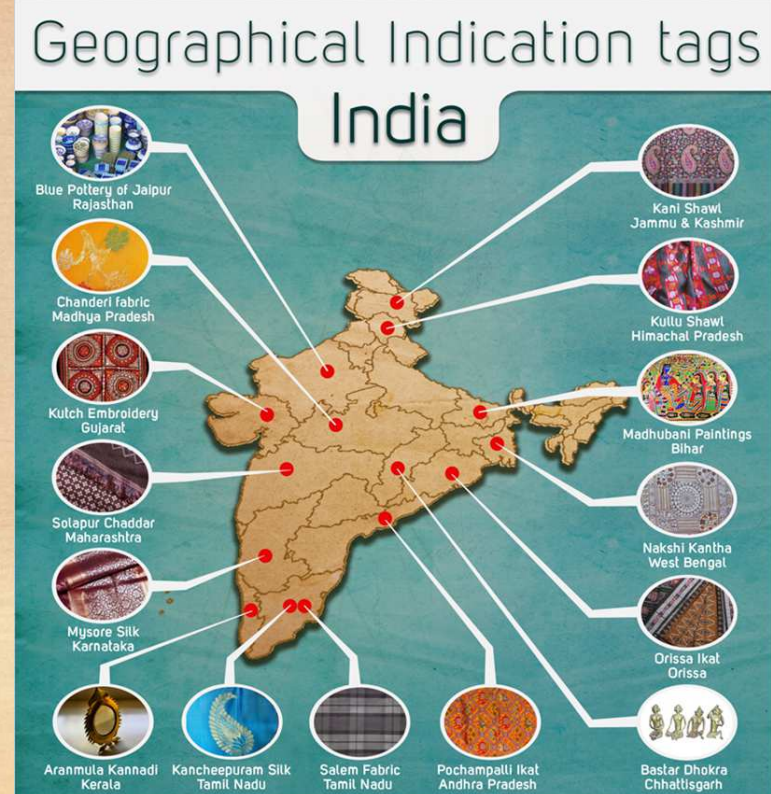 Geographical Indication tags
India
Blue Pottery of Jaipur
Rajasthan
Chanderi fabric
Madhya Pradesh
Kutch Embroidery
Gujarat
Solapur Chaddar
Maharashtra
Mysore Silk
Karnataka
Aranmula Kannadi
Kerala
Kancheepuram Silk
Tamil Nadu
Salem Fabric
Tamil Nadu
Pochampalli Ikat
Andhra Pradesh
Kani Shawl
Jammu & Kashmir
Kullu Shawl
Himachal Pradesh
Madhubani Paintings
Bihar
Nakshi Kantha
West Bengal
Orissa Ikat
Orissa
Bastar Dhokra
Chhattisgarh